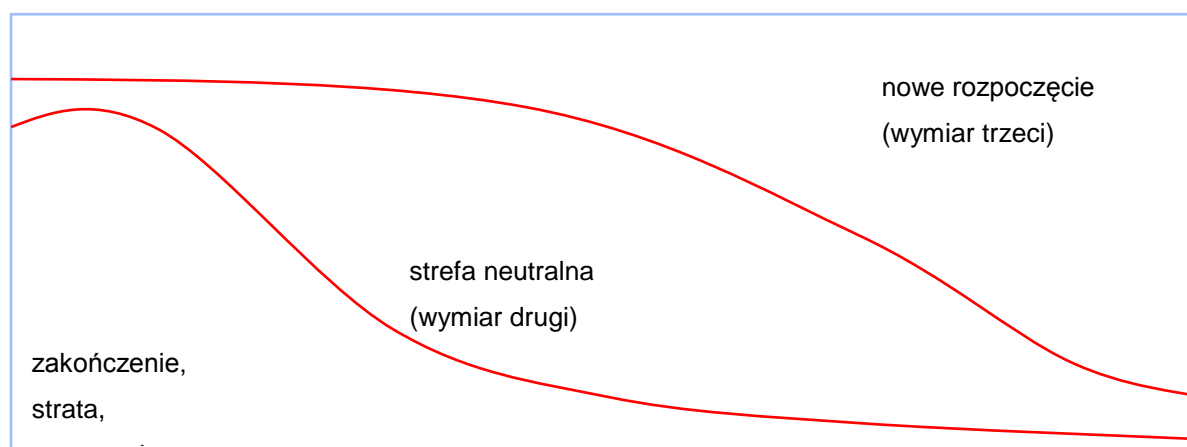 nowe rozpoczęcie
(wymiar trzeci)
strefa neutralna
(wymiar drugi)
zakończenie,
strata,